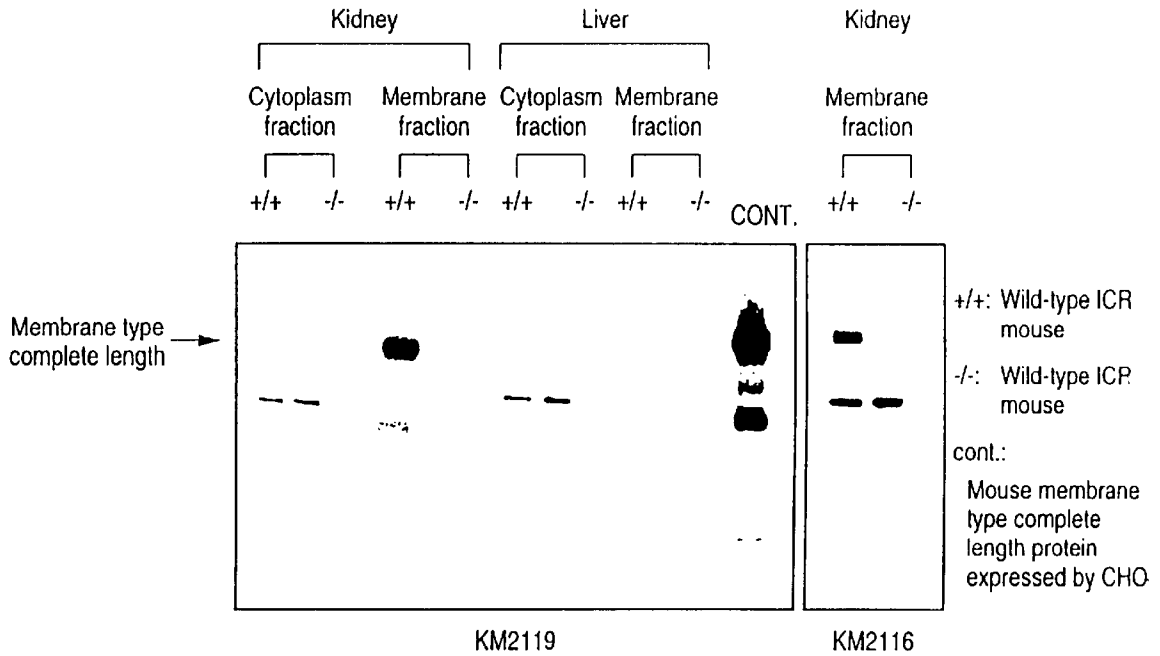 Kidney Liver Kidney
Cytoplasm Membrane Cytoplasm Membrane Membrane
fraction fraction fraction fraction fraction
+/+ -/- +/+ -/- +/+ -/- +/+ -/- CONT. +/+ -/-
Membrane type
complete length
+/+: Wild-type ICR
mouse
-/-: Wild-type ICR
mouse
cont.:
Mouse membrane
type complete
length protein
expressed by CHO
KM2119 KM2116